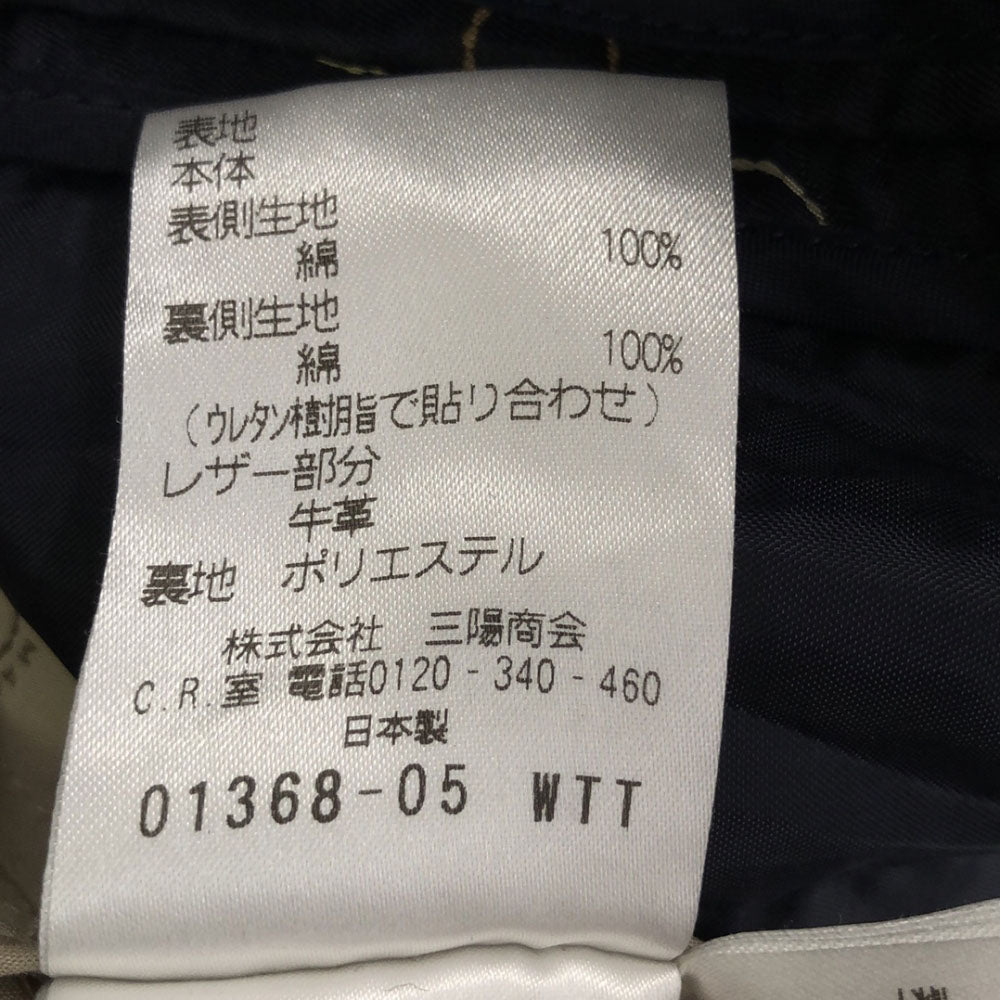 表地
本体
表側生地
綿 100%
裏側生地
綿 100%
(ウレタン樹脂で貼り合わせ)
レザー部分
牛革
裏地 ポリエステル
株式会社 三陽商会
C.R.室 電話0120-340-460
日本製
01368-05 WTT